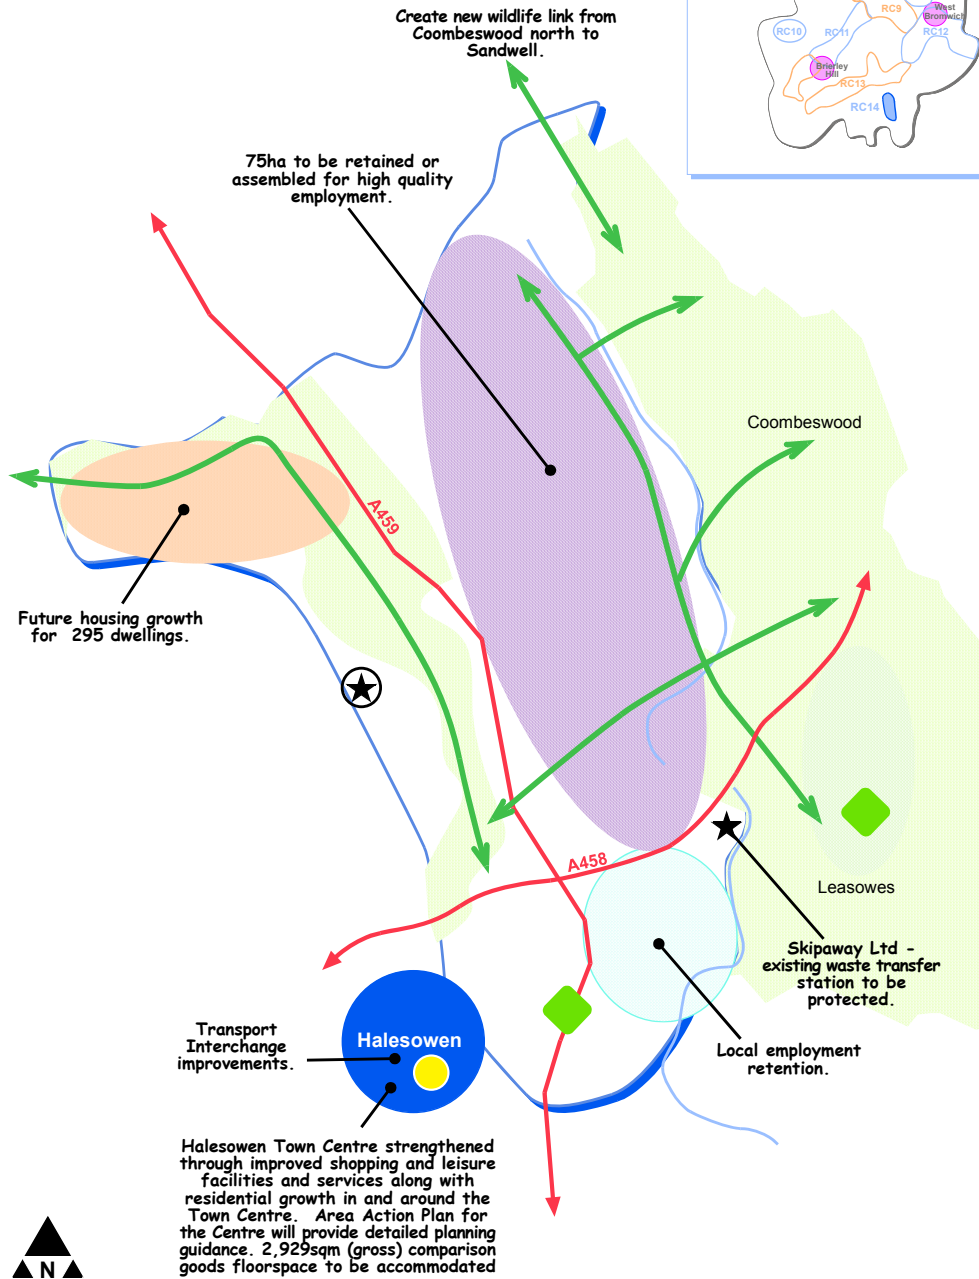 Create new wildlife link from
Coombeswood north to
Sandwell.
RC9
West
Bromwich
RC10
RC11
RC12
Brierley
Hill
RC13
RC14
75ha to be retained or
assembled for high quality
employment.
Coombeswood
A459
Future housing growth
for 295 dwellings.
A458
Leasowes
Skipaway Ltd -
existing waste transfer
station to be
protected.
Transport
Interchange
improvements.
Halesowen
Local employment
retention.
Halesowen Town Centre strengthened
through improved shopping and leisure
facilities and services along with
residential growth in and around the
Town Centre. Area Action Plan for
the Centre will provide detailed planning
guidance. 2,929sqm (gross) comparison
goods floorspace to be accommodated
N